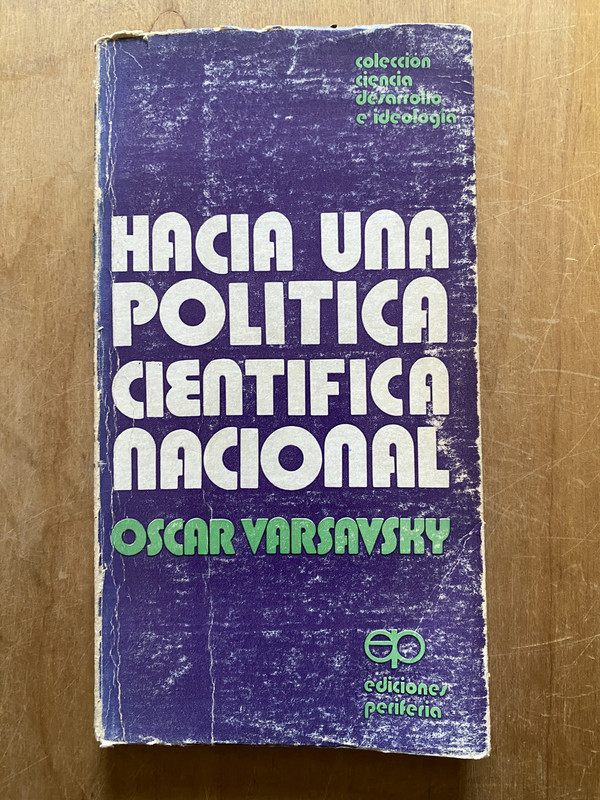 coleccion
ciencia
desarrollo
e ideologia
HACIA UNA
POLITICA
CIENTIFICA
NACIONAL
OSCAR VARSAVSKY
ep
ediciones
periferia